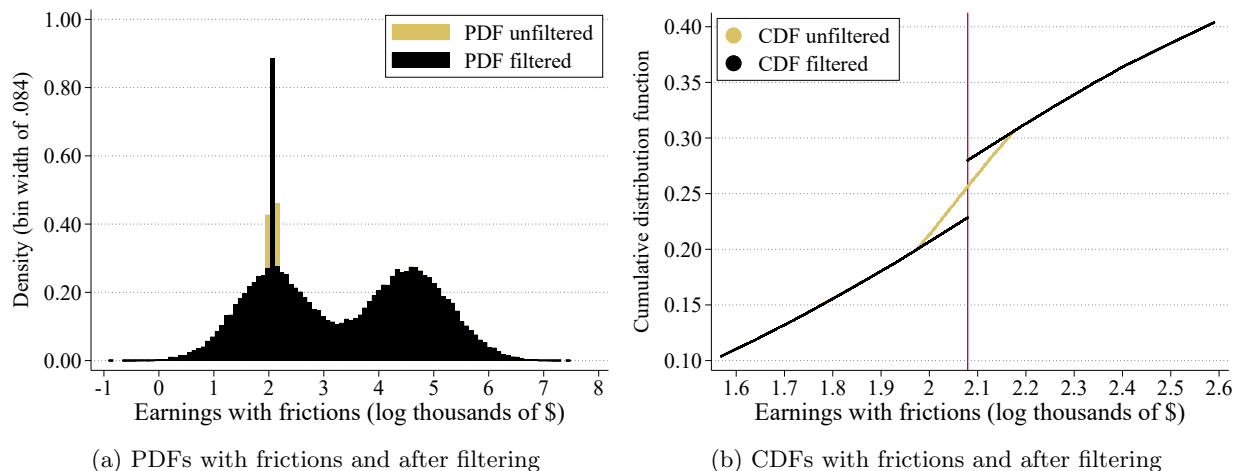 1.00
0.80
0.60
0.40
0.20
0.00
Density (bin width of .084)
PDF unfiltered
PDF filtered
-1 0 1 2 3 4 5 6 7 8
Earnings with frictions (log thousands of $)
(a) PDFs with frictions and after filtering
0.40
0.35
0.30
0.25
0.20
0.15
0.10
Cumulative distribution function
CDF unfiltered
CDF filtered
1.6 1.7 1.8 1.9 2 2.1 2.2 2.3 2.4 2.5 2.6
Earnings with frictions (log thousands of $)
(b) CDFs with frictions and after filtering